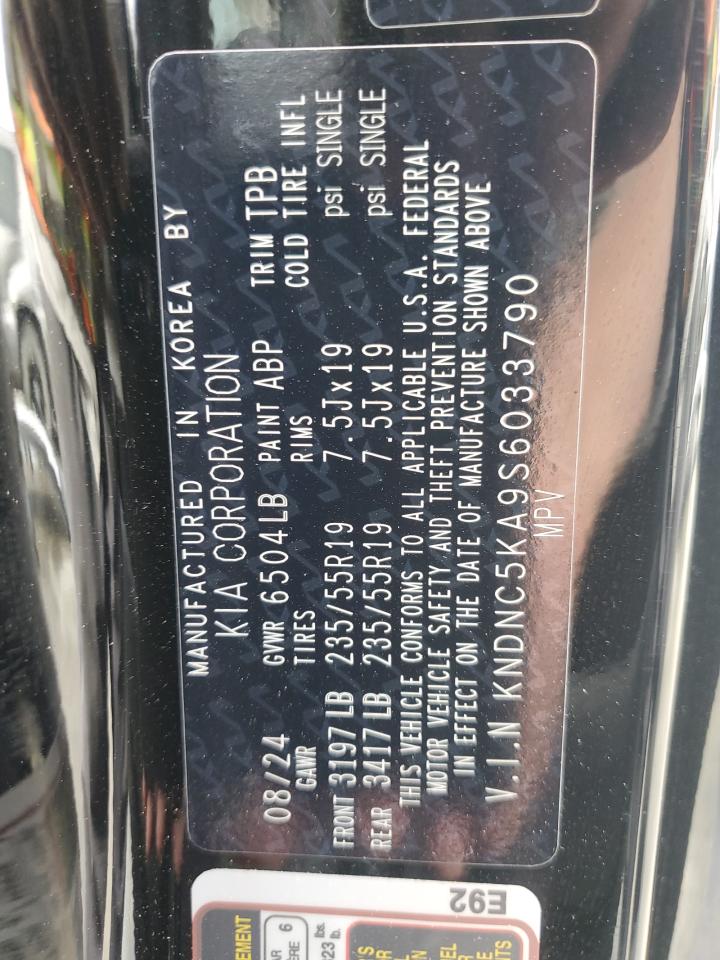 MANUFACTURED IN KOREA BY
KIA CORPORATION
08/24 GVWR 6504LB PAINT ABP TRIM TPB
GAWR TIRES RIMS COLD TIRE INFL
FRONT 3197LB 235/55R19 7.5Jx19 psi SINGLE
REAR 3417LB 235/55R19 7.5Jx19 psi SINGLE
THIS VEHICLE CONFORMS TO ALL APPLICABLE U.S.A. FEDERAL
MOTOR VEHICLE SAFETY AND THEFT PREVENTION STANDARDS
IN EFFECT ON THE DATE OF MANUFACTURE SHOWN ABOVE
V.I.N KNDNC5KA9S6033790
MPV
E92
6
lbs.
lb.